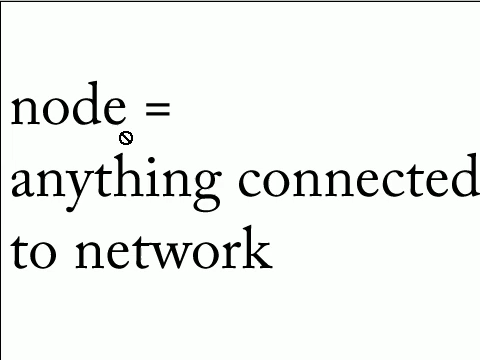 node =
anything connected
to network